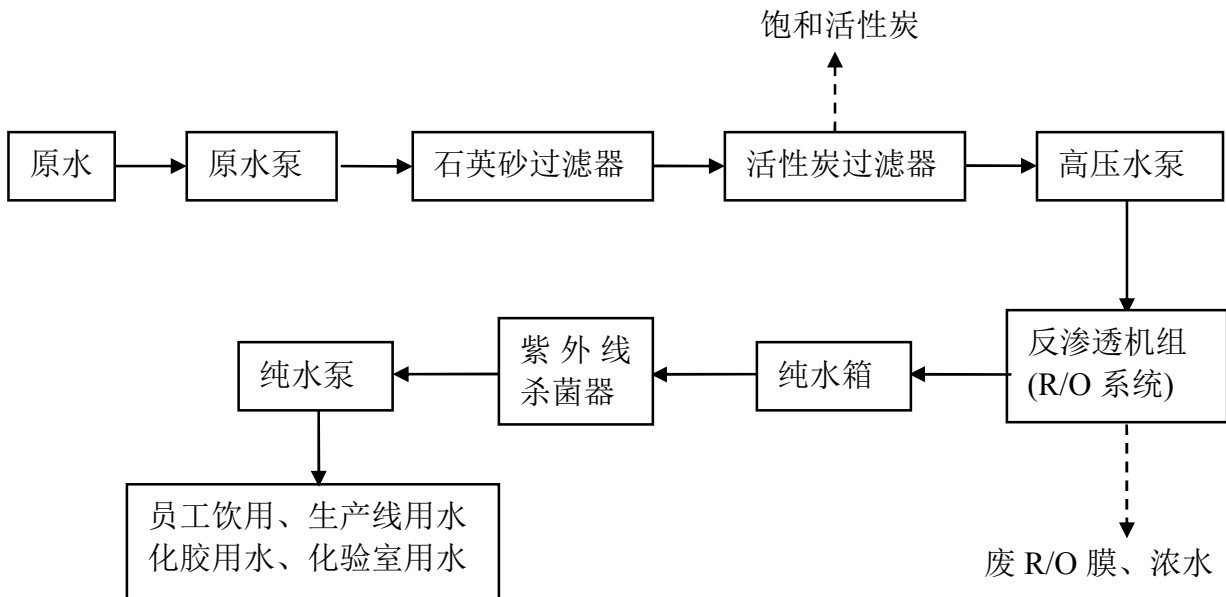 饱和活性炭
原水
原水泵
石英砂过滤器
活性炭过滤器
高压水泵
反渗透机组
(R/O 系统)
纯水箱
紫 外 线
杀菌器
纯水泵
员工饮用、生产线用水
化胶用水、化验室用水
废 R/O 膜、浓水